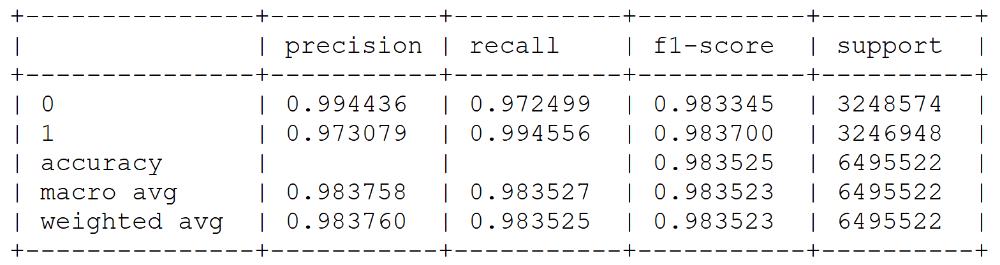 +---------------+-----------+-----------+-----------+----------+
|               | precision | recall    | f1-score  | support  |
+---------------+-----------+-----------+-----------+----------+
| 0             | 0.994436  | 0.972499  | 0.983345  | 3248574  |
| 1             | 0.973079  | 0.994556  | 0.983700  | 3246948  |
| accuracy      |           |           | 0.983525  | 6495522  |
| macro avg     | 0.983758  | 0.983527  | 0.983523  | 6495522  |
| weighted avg  | 0.983760  | 0.983525  | 0.983523  | 6495522  |
+---------------+-----------+-----------+-----------+----------+